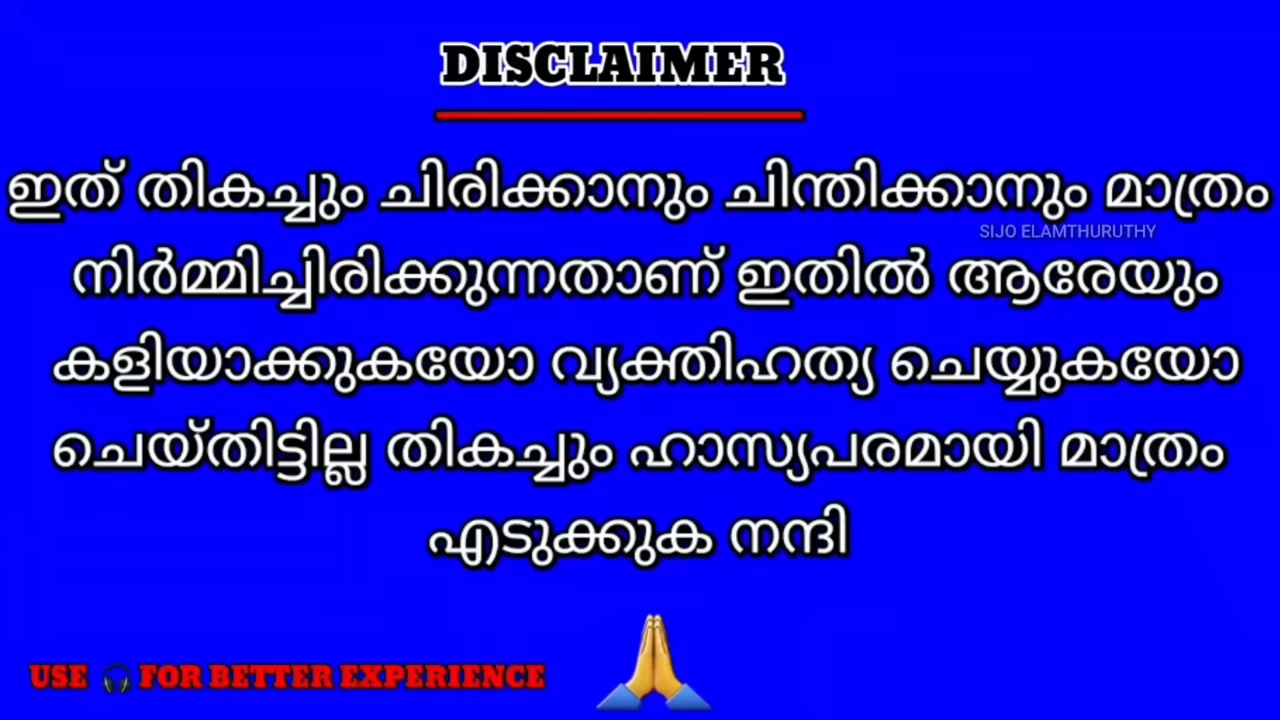 DISCLAIMER
ഇത് തികച്ചും ചിരിക്കാനും ചിന്തിക്കാനും മാത്രം
SIJO ELAMTHURUTHY
നിർമ്മിച്ചിരിക്കുന്നതാണ് ഇതിൽ ആരേയും
കളിയാക്കുകയോ വ്യക്തിഹത്യ ചെയ്യുകയോ
ചെയ്തിട്ടില്ല തികച്ചും ഹാസ്യപരമായി മാത്രം
എടുക്കുക നന്ദി
🙏
USE 🎧 FOR BETTER EXPERIENCE